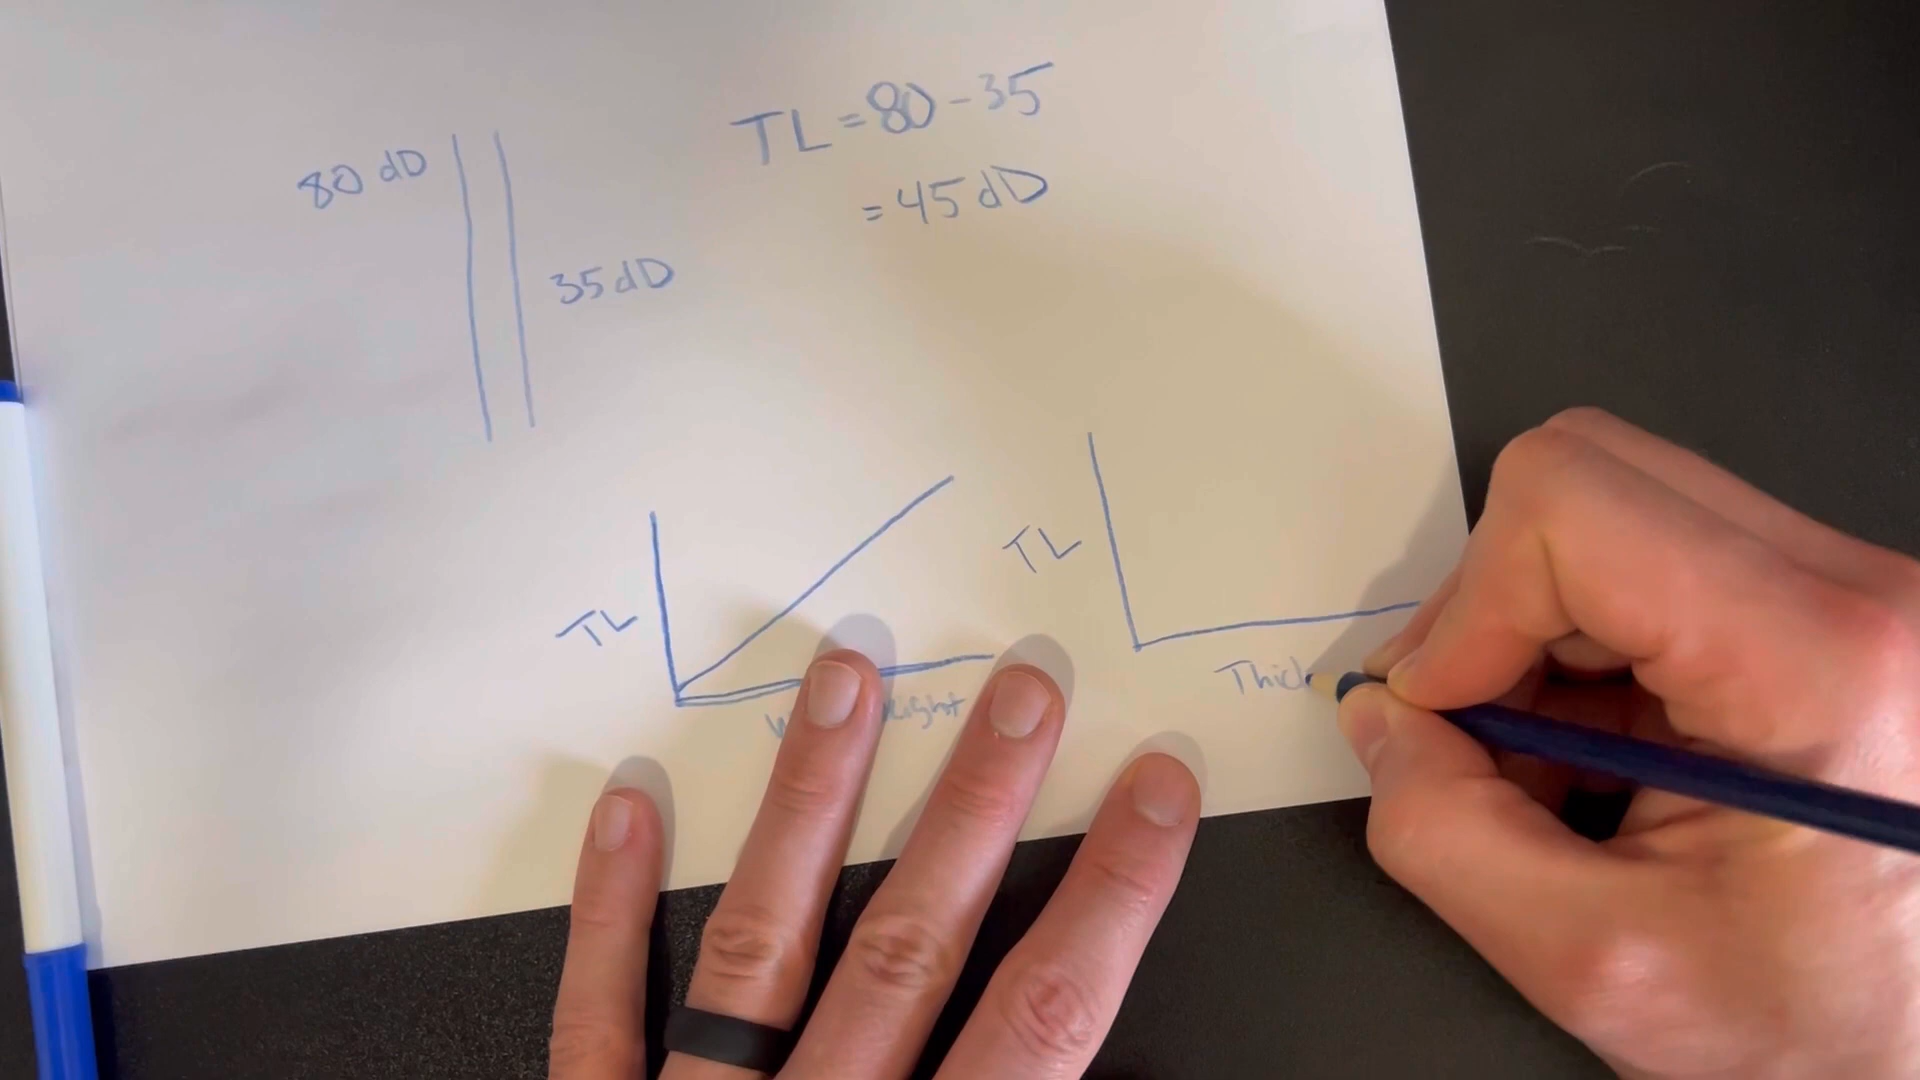 TL = 80 - 35
= 45 dD
80 dD
35 dD
TL
TL
Thick